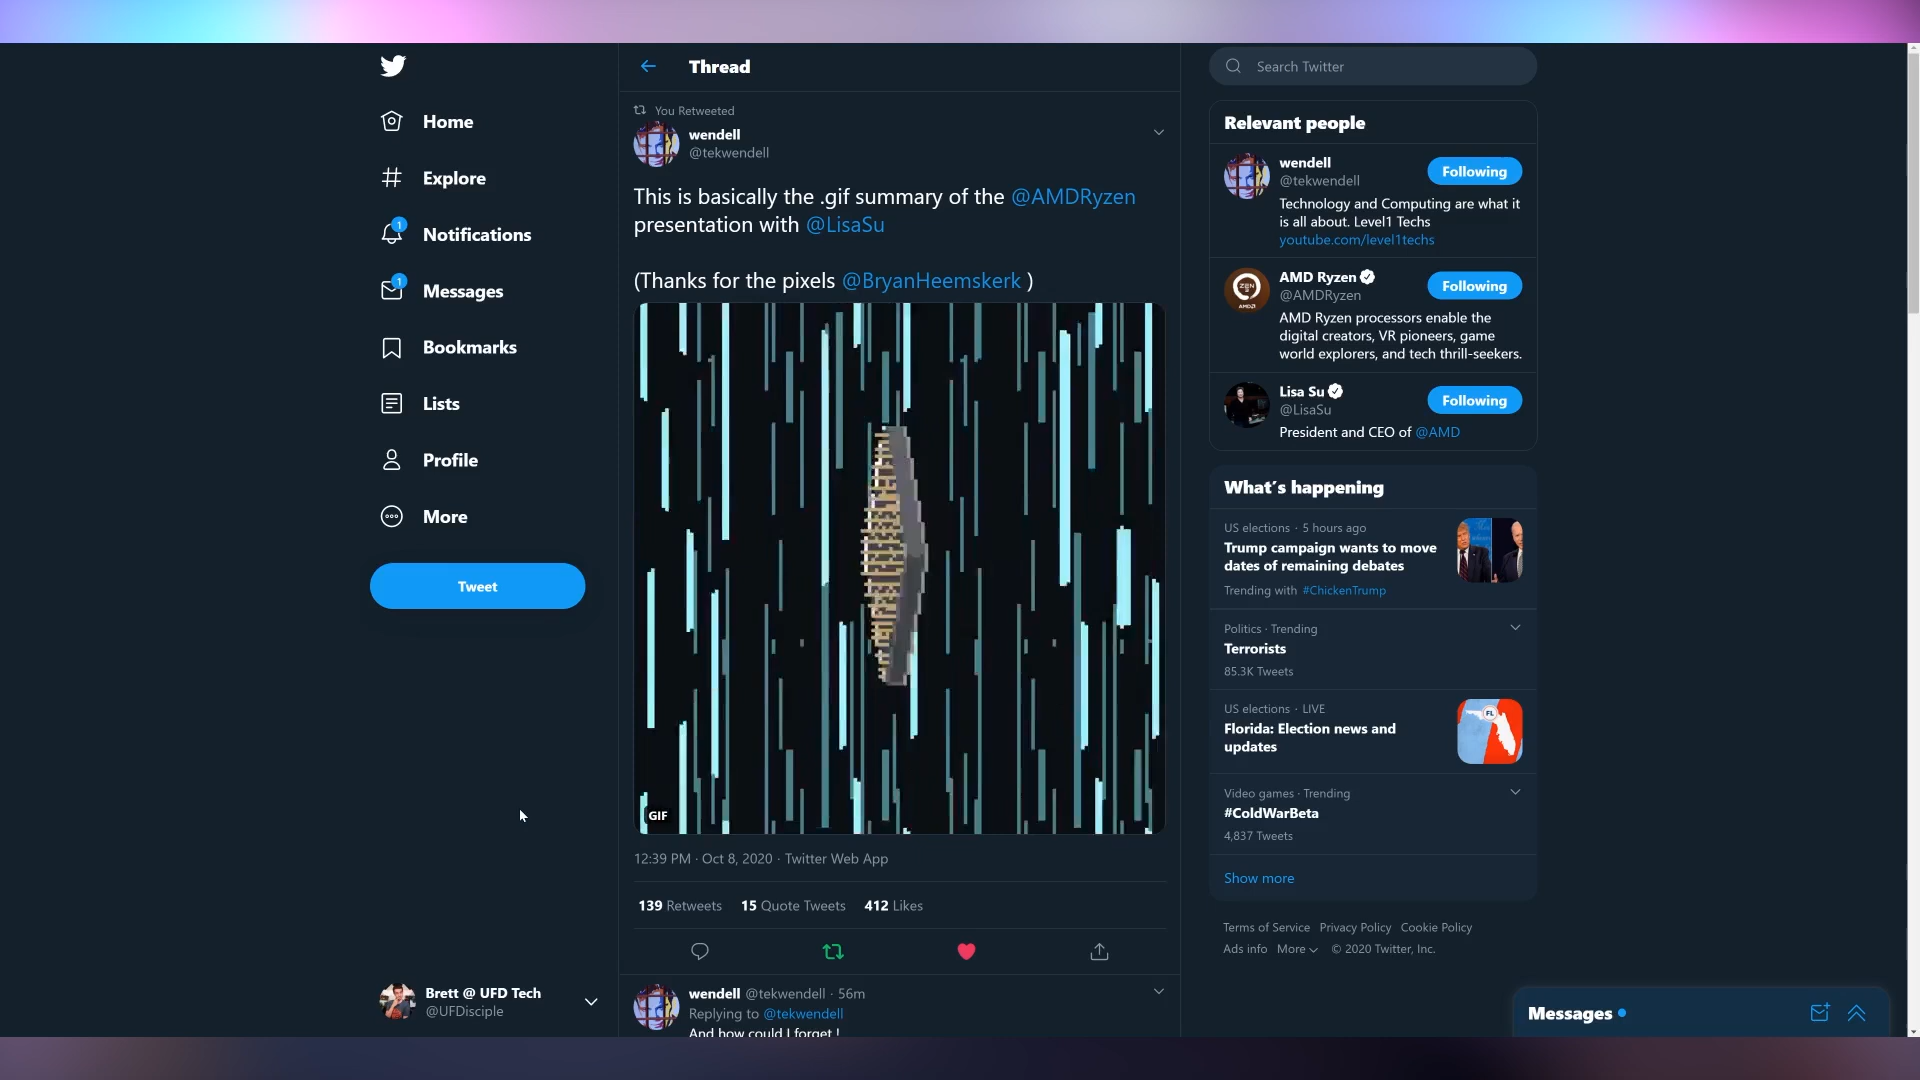 Home
Explore
1
Notifications
1
Messages
Bookmarks
Lists
Profile
More
Tweet
Brett @ UFD Tech
@UFDisciple
Thread
You Retweeted
wendell
@tekwendell
This is basically the .gif summary of the @AMDRyzen
presentation with @LisaSu
(Thanks for the pixels @BryanHeemskerk )
GIF
12:39 PM · Oct 8, 2020 · Twitter Web App
139 Retweets 15 Quote Tweets 412 Likes
wendell @tekwendell · 56m
Replying to @tekwendell
And how could I forget !
Search Twitter
Relevant people
wendell
@tekwendell
Following
Technology and Computing are what it
is all about. Level1 Techs
youtube.com/level1techs
ZEN
AMD
AMD Ryzen
@AMDRyzen
Following
AMD Ryzen processors enable the
digital creators, VR pioneers, game
world explorers, and tech thrill-seekers.
Lisa Su
@LisaSu
Following
President and CEO of @AMD
What's happening
US elections · 5 hours ago
Trump campaign wants to move
dates of remaining debates
Trending with #ChickenTrump
Politics · Trending
Terrorists
85.3K Tweets
US elections · LIVE
Florida: Election news and
updates
FL
Video games · Trending
#ColdWarBeta
4,837 Tweets
Show more
Terms of Service Privacy Policy Cookie Policy
Ads info More © 2020 Twitter, Inc.
Messages